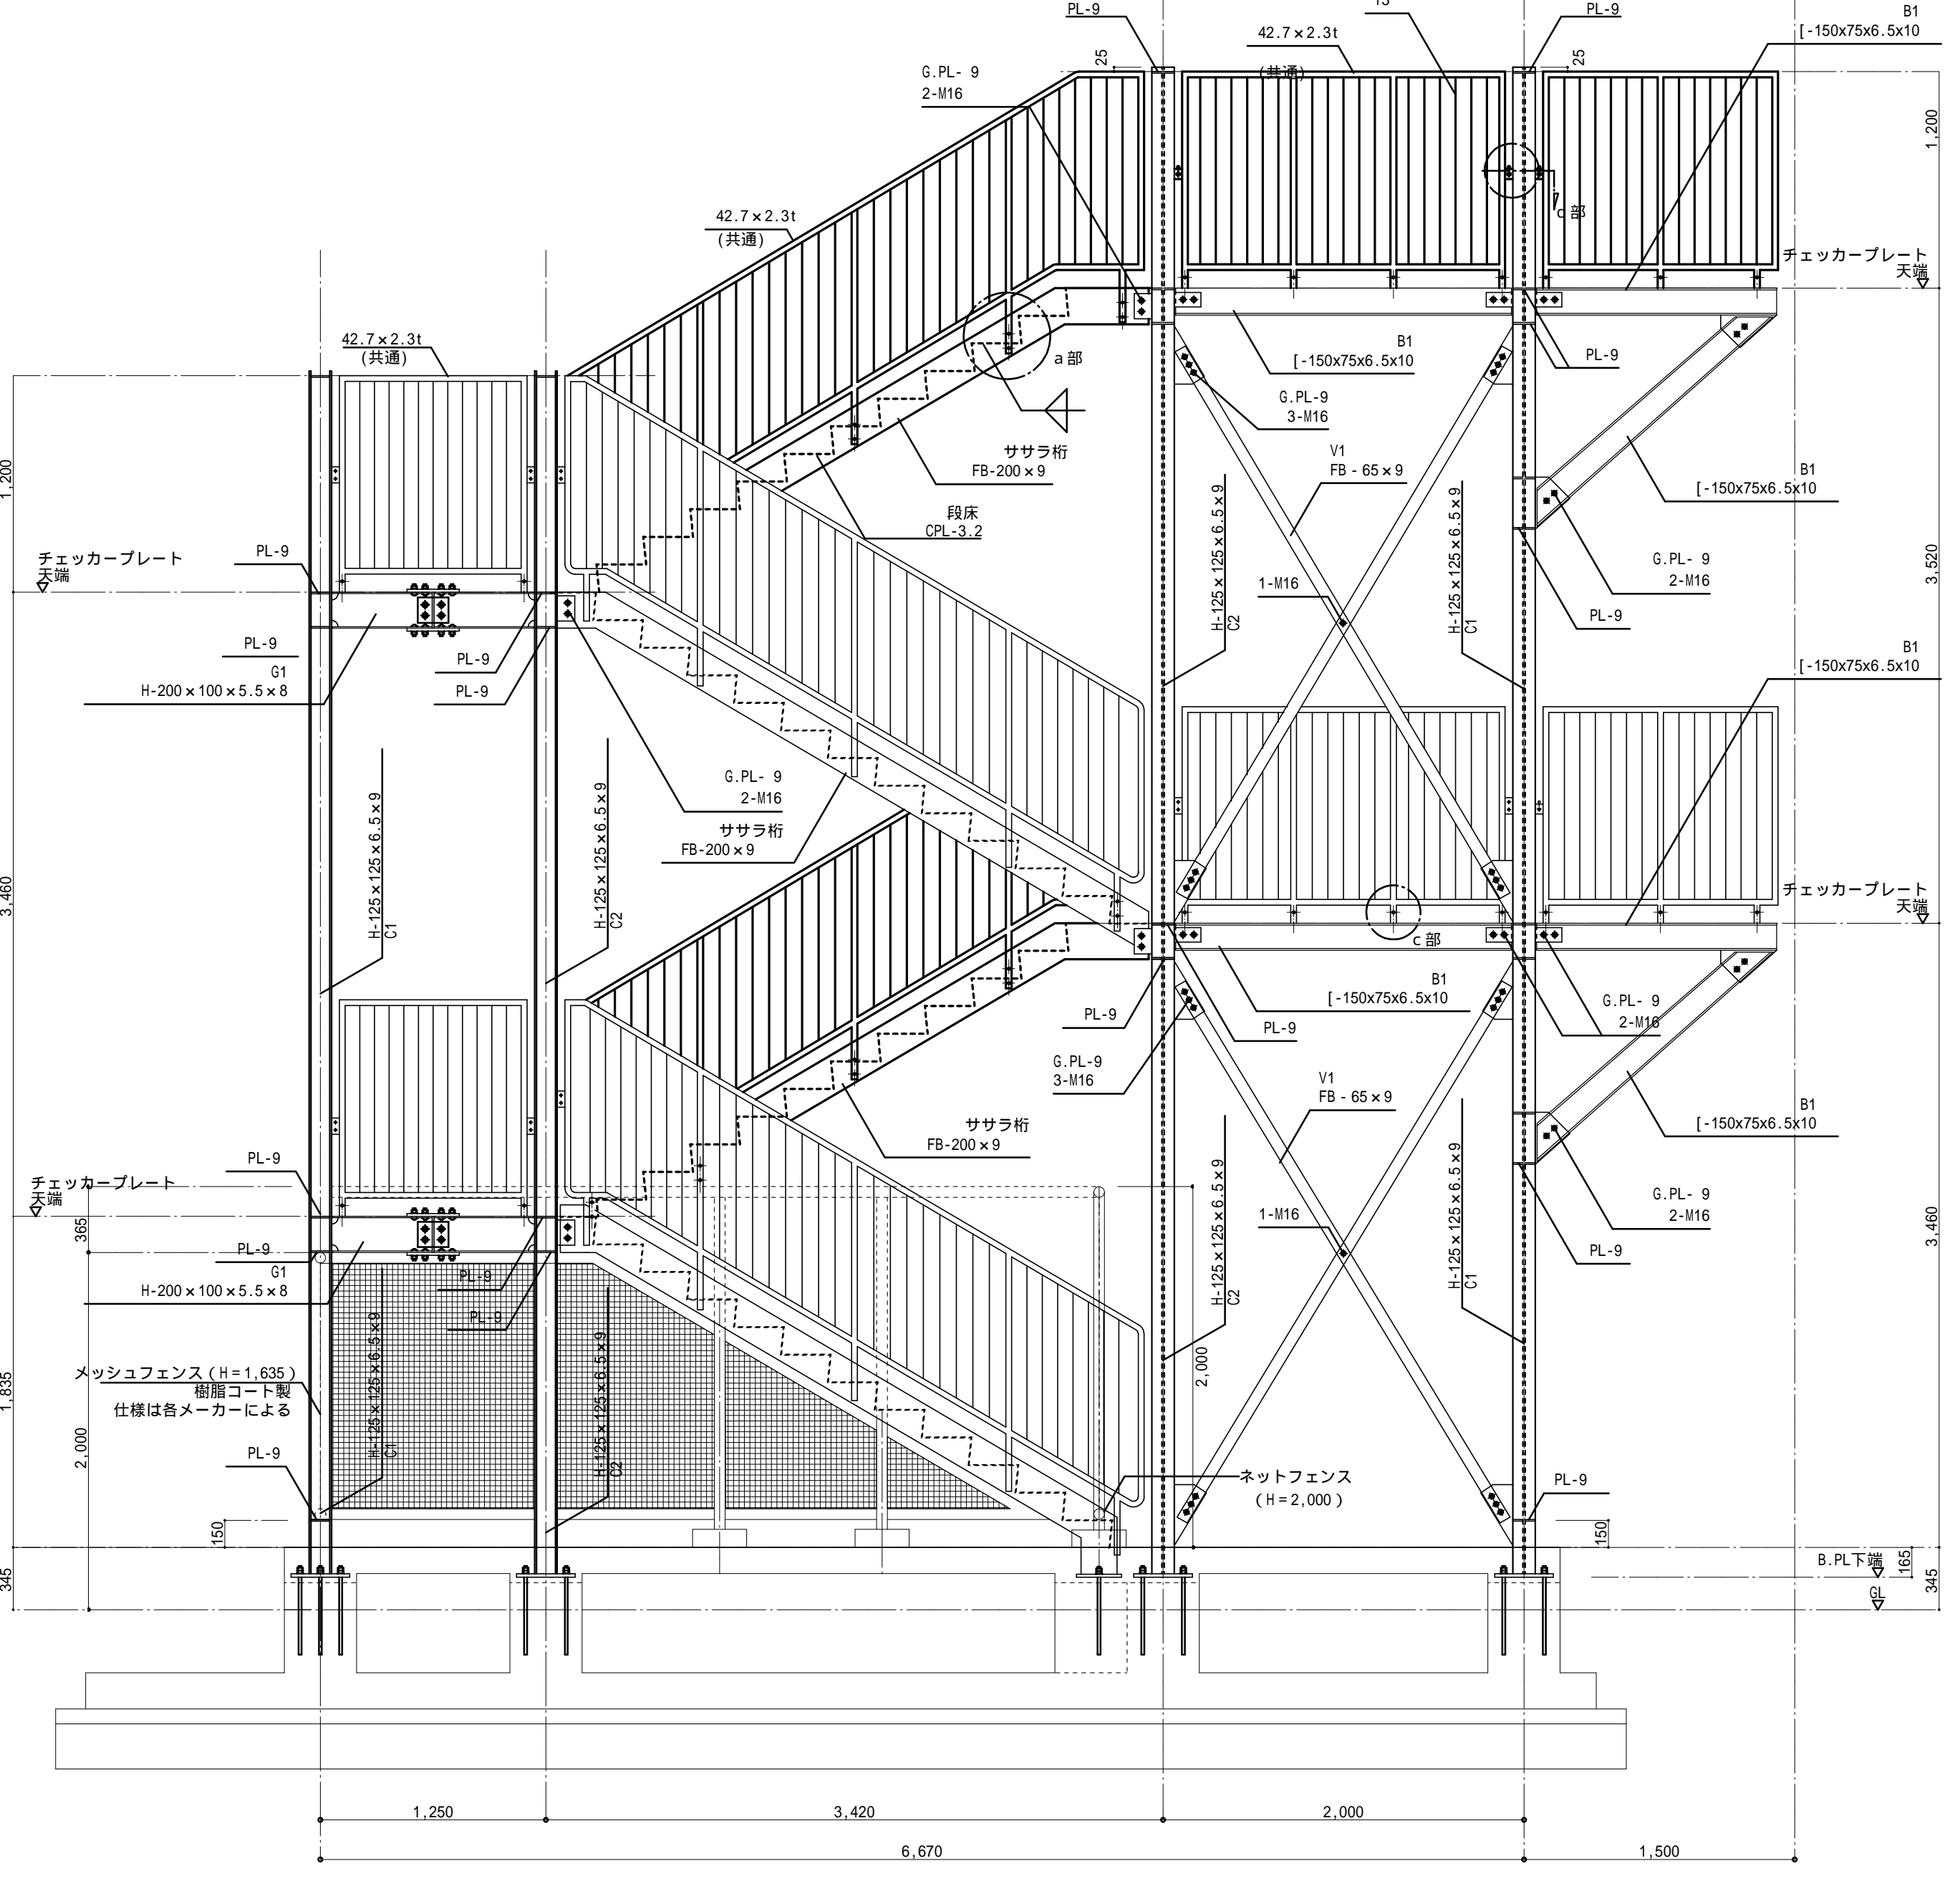 PL-9
PL-9
B1
[-150x75x6.5x10
42.7×2.3t
(共通)
25
25
G.PL- 9
2-M16
1,200
42.7×2.3t
(共通)
c 部
チェッカープレート
天端
42.7×2.3t
(共通)
a 部
B1
[-150x75x6.5x10
PL-9
G.PL-9
3-M16
ササラ桁
FB-200×9
V1
FB - 65×9
B1
[-150x75x6.5x10
1,200
段床
CPL-3.2
H-125×125×6.5×9
C2
H-125×125×6.5×9
C1
3,520
チェッカープレート
天端
PL-9
1-M16
G.PL- 9
2-M16
PL-9
PL-9
PL-9
PL-9
G1
H-200×100×5.5×8
B1
[-150x75x6.5x10
G.PL- 9
2-M16
ササラ桁
FB-200×9
H-125×125×6.5×9
C1
H-125×125×6.5×9
C2
3,460
チェッカープレート
天端
c 部
B1
[-150x75x6.5x10
PL-9
PL-9
G.PL- 9
2-M16
G.PL-9
3-M16
V1
FB - 65×9
B1
[-150x75x6.5x10
ササラ桁
FB-200×9
H-125×125×6.5×9
C2
H-125×125×6.5×9
C1
PL-9
チェッカープレート
天端
365
1-M16
G.PL- 9
2-M16
PL-9
3,460
PL-9
G1
H-200×100×5.5×8
PL-9
PL-9
H-125×125×6.5×9
C1
H-125×125×6.5×9
C2
メッシュフェンス(H=1,635)
樹脂コート製
仕様は各メーカーによる
1,835
2,000
2,000
PL-9
ネットフェンス
(H=2,000)
PL-9
150
150
345
B.PL下端
165
GL
345
1,250
3,420
2,000
6,670
1,500